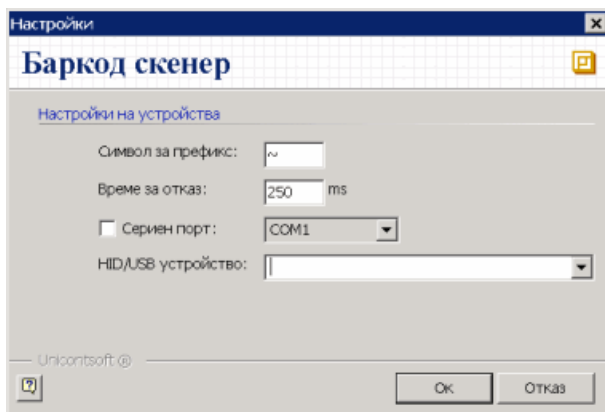 Настройки
Баркод скенер
Настройки на устройства
Символ за префикс: ~
Време за отказ: 250 ms
Сериен порт: COM1
HID/USB устройство:
Unicontsoft ®
Ок Отказ